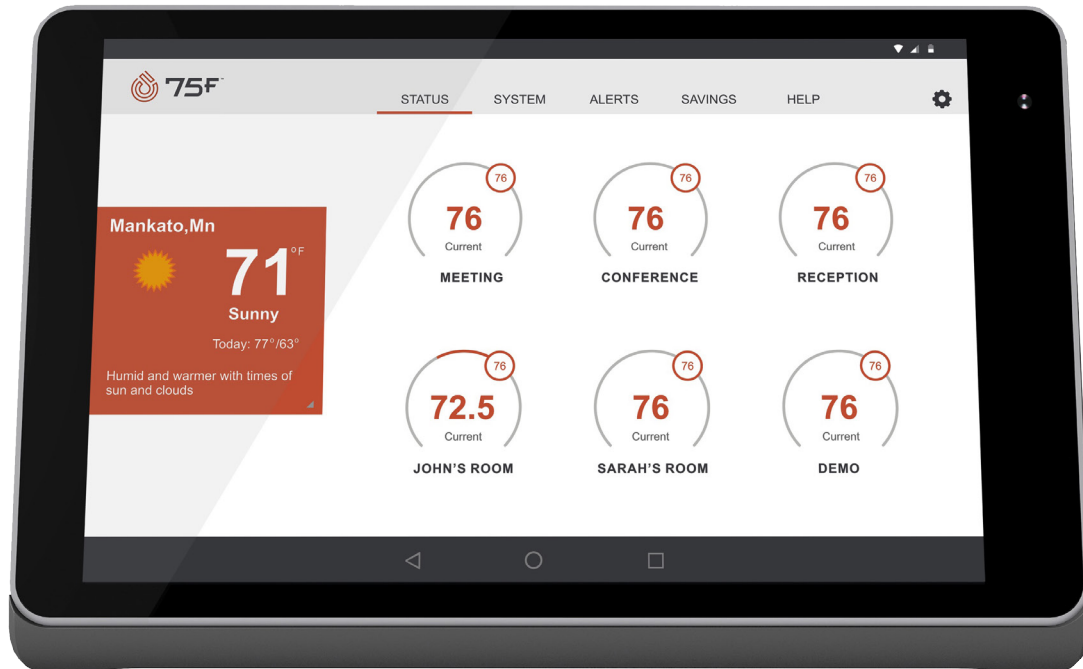 75F
STATUS SYSTEM ALERTS SAVINGS HELP
Mankato,Mn
71°F
Sunny
Today: 77°/63°
Humid and warmer with times of
sun and clouds
76 76 76
76 76 76
Current Current Current
MEETING CONFERENCE RECEPTION
76 76 76
72.5 76 76
Current Current Current
JOHN'S ROOM SARAH'S ROOM DEMO